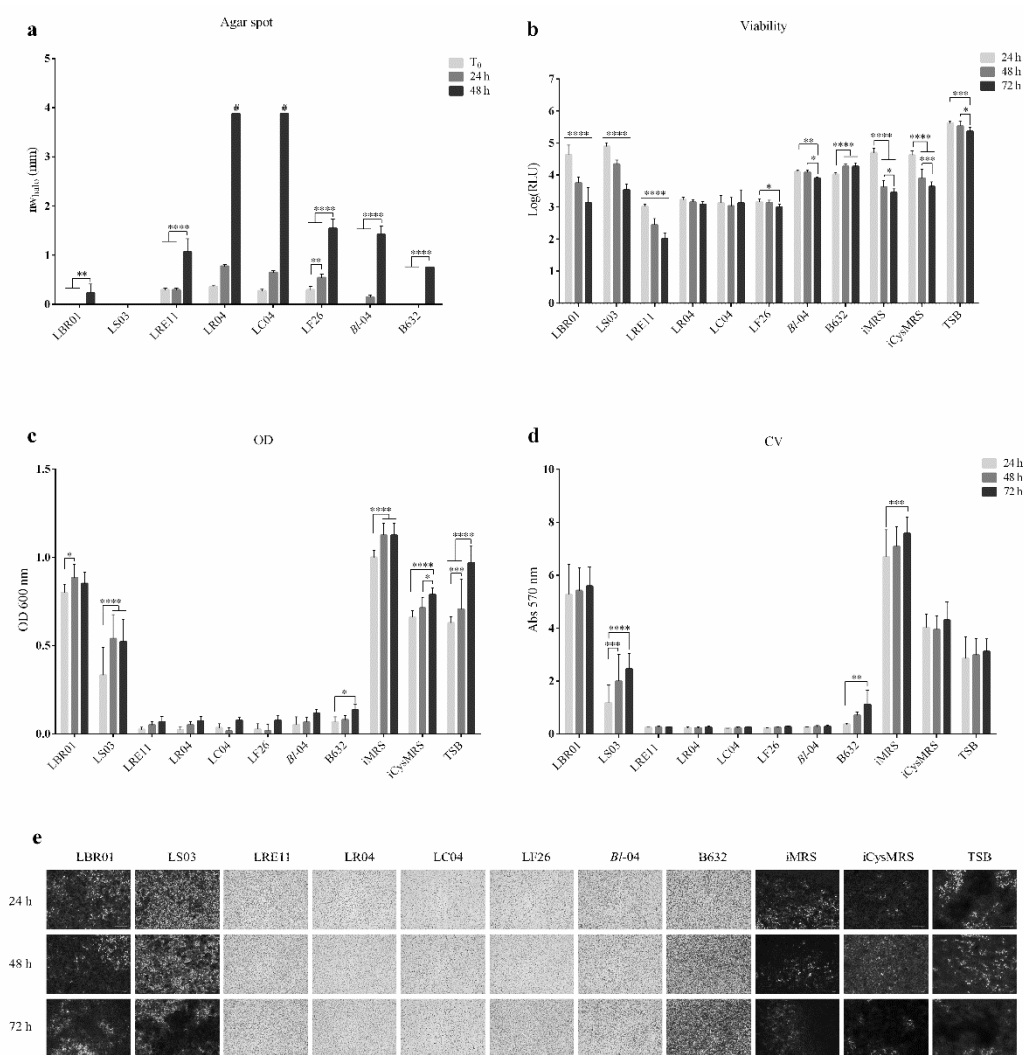 a
Agar spot
nw halo (mm)
5
4
3
2
1
0
T0
24 h
48 h
** **** # # ** **** **** ****
LBR01 LS03 LRE11 LR04 LC04 LF26 Bl-04 B632
b
Viability
Log(RLU)
7
6
5
4
3
2
1
0
24 h
48 h
72 h
**** **** **** * ** * **** **** * **** *** *** *
LBR01 LS03 LRE11 LR04 LC04 LF26 Bl-04 B632 iMRS iCysMRS TSB
c
OD
OD 600 nm
1.5
1.0
0.5
0.0
* **** * **** **** * **** ***
LBR01 LS03 LRE11 LR04 LC04 LF26 Bl-04 B632 iMRS iCysMRS TSB
d
CV
Abs 570 nm
10
8
6
4
2
0
24 h
48 h
72 h
**** *** ** ***
LBR01 LS03 LRE11 LR04 LC04 LF26 Bl-04 B632 iMRS iCysMRS TSB
e
LBR01 LS03 LRE11 LR04 LC04 LF26 Bl-04 B632 iMRS iCysMRS TSB
24 h
48 h
72 h